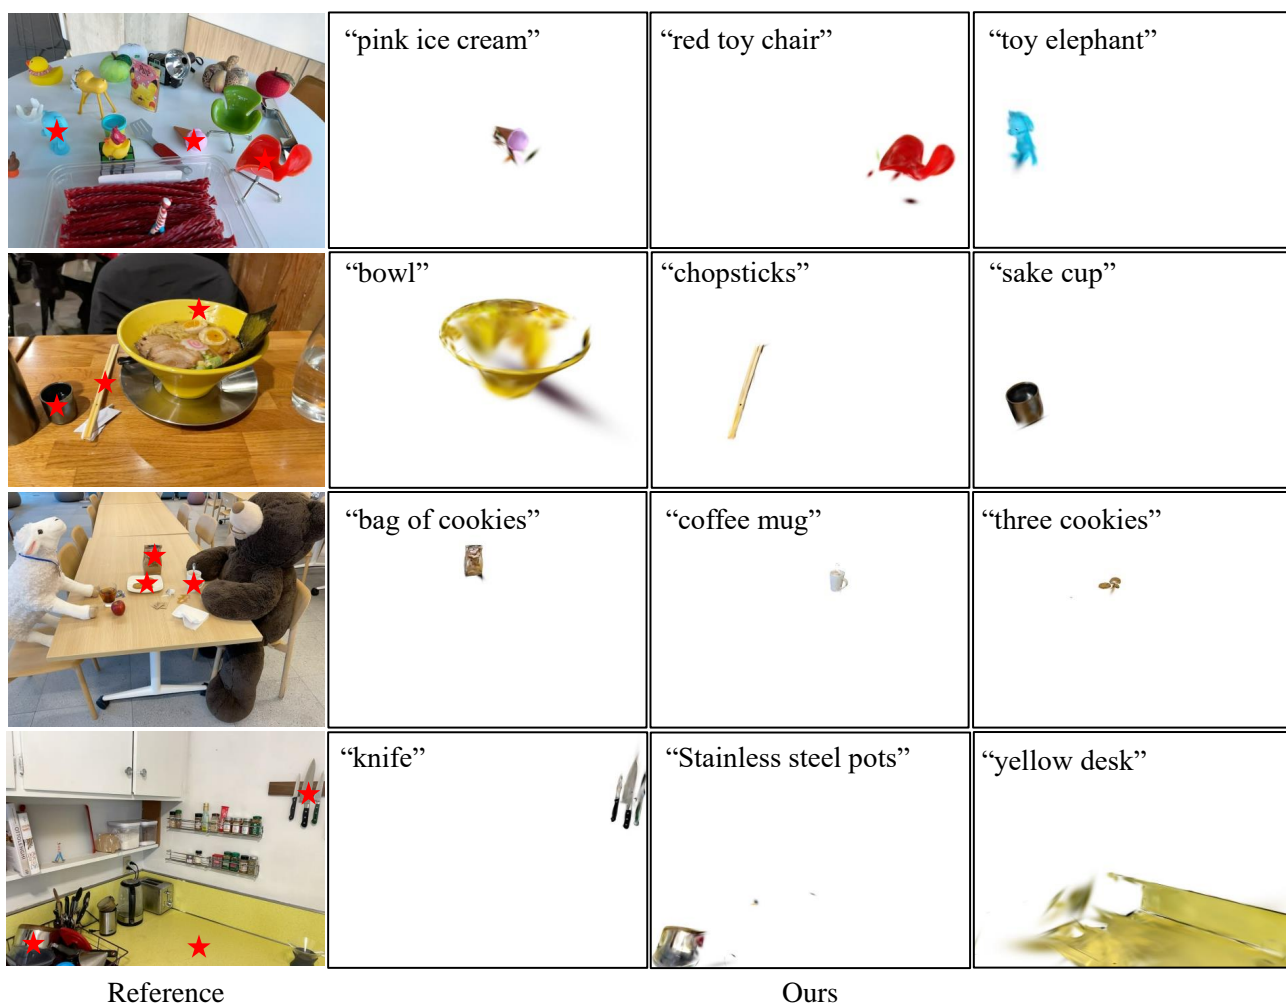 “pink ice cream”
“red toy chair”
“toy elephant”
“bowl”
“chopsticks”
“sake cup”
“bag of cookies”
“coffee mug”
“three cookies”
“knife”
“Stainless steel pots”
“yellow desk”
Reference
Ours